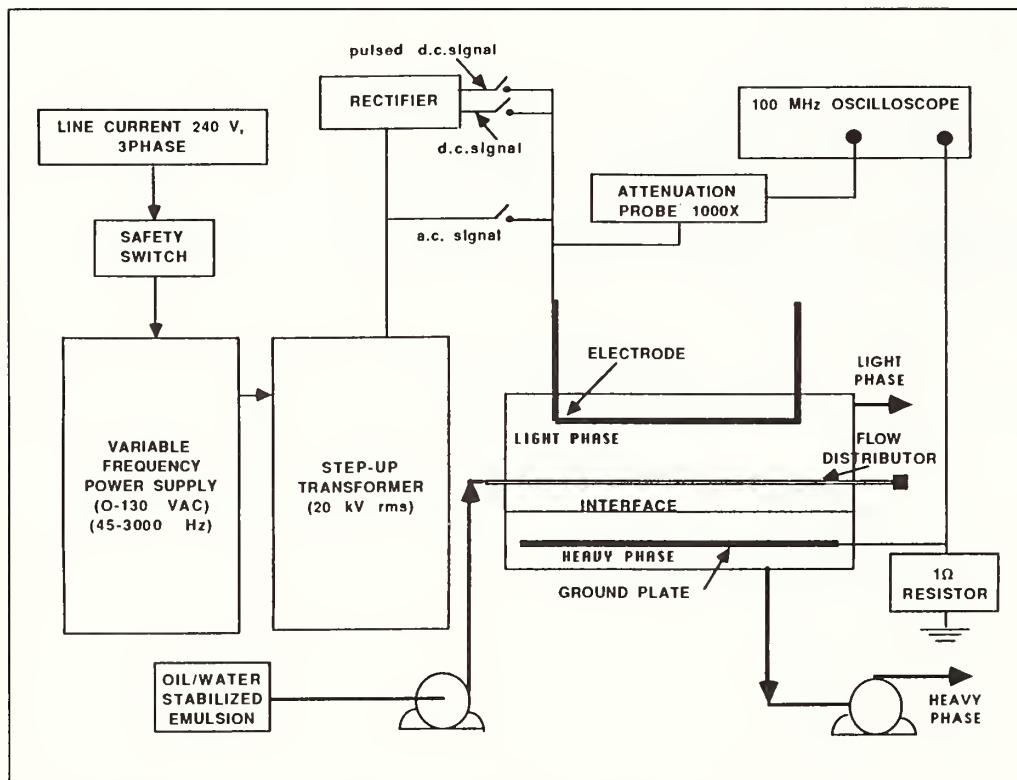 pulsed d.c.signal
RECTIFIER
d.c.signal
a.c. signal
LINE CURRENT 240 V,
3PHASE
SAFETY
SWITCH
100 MHz OSCILLOSCOPE
ATTENUATION
PROBE 1000X
VARIABLE
FREQUENCY
POWER SUPPLY
(O-130 VAC)
(45-3000 Hz)
STEP-UP
TRANSFORMER
(20 kV rms)
ELECTRODE
LIGHT
PHASE
LIGHT PHASE
FLOW
DISTRIBUTOR
INTERFACE
HEAVY PHASE
GROUND PLATE
1Ω
RESISTOR
OIL/WATER
STABILIZED
EMULSION
HEAVY
PHASE